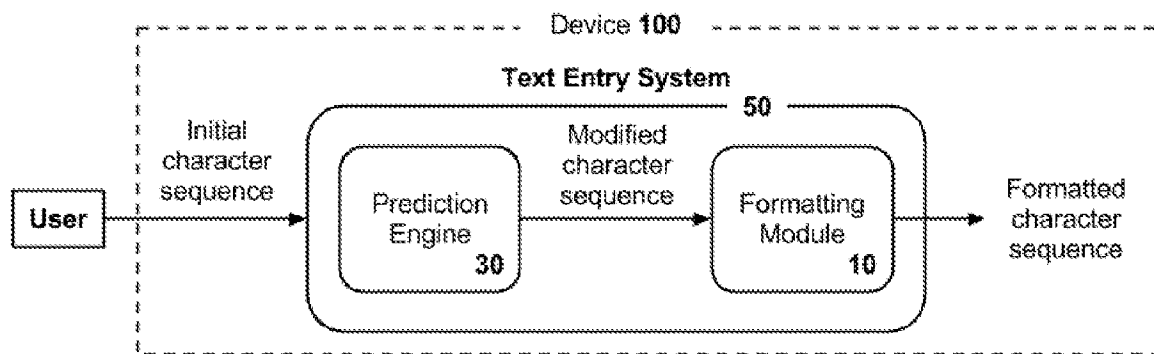 Device 100
Text Entry System
50
Initial
character
sequence
Modified
character
sequence
User
Prediction
Engine
30
Formatting
Module
10
Formatted
character
sequence